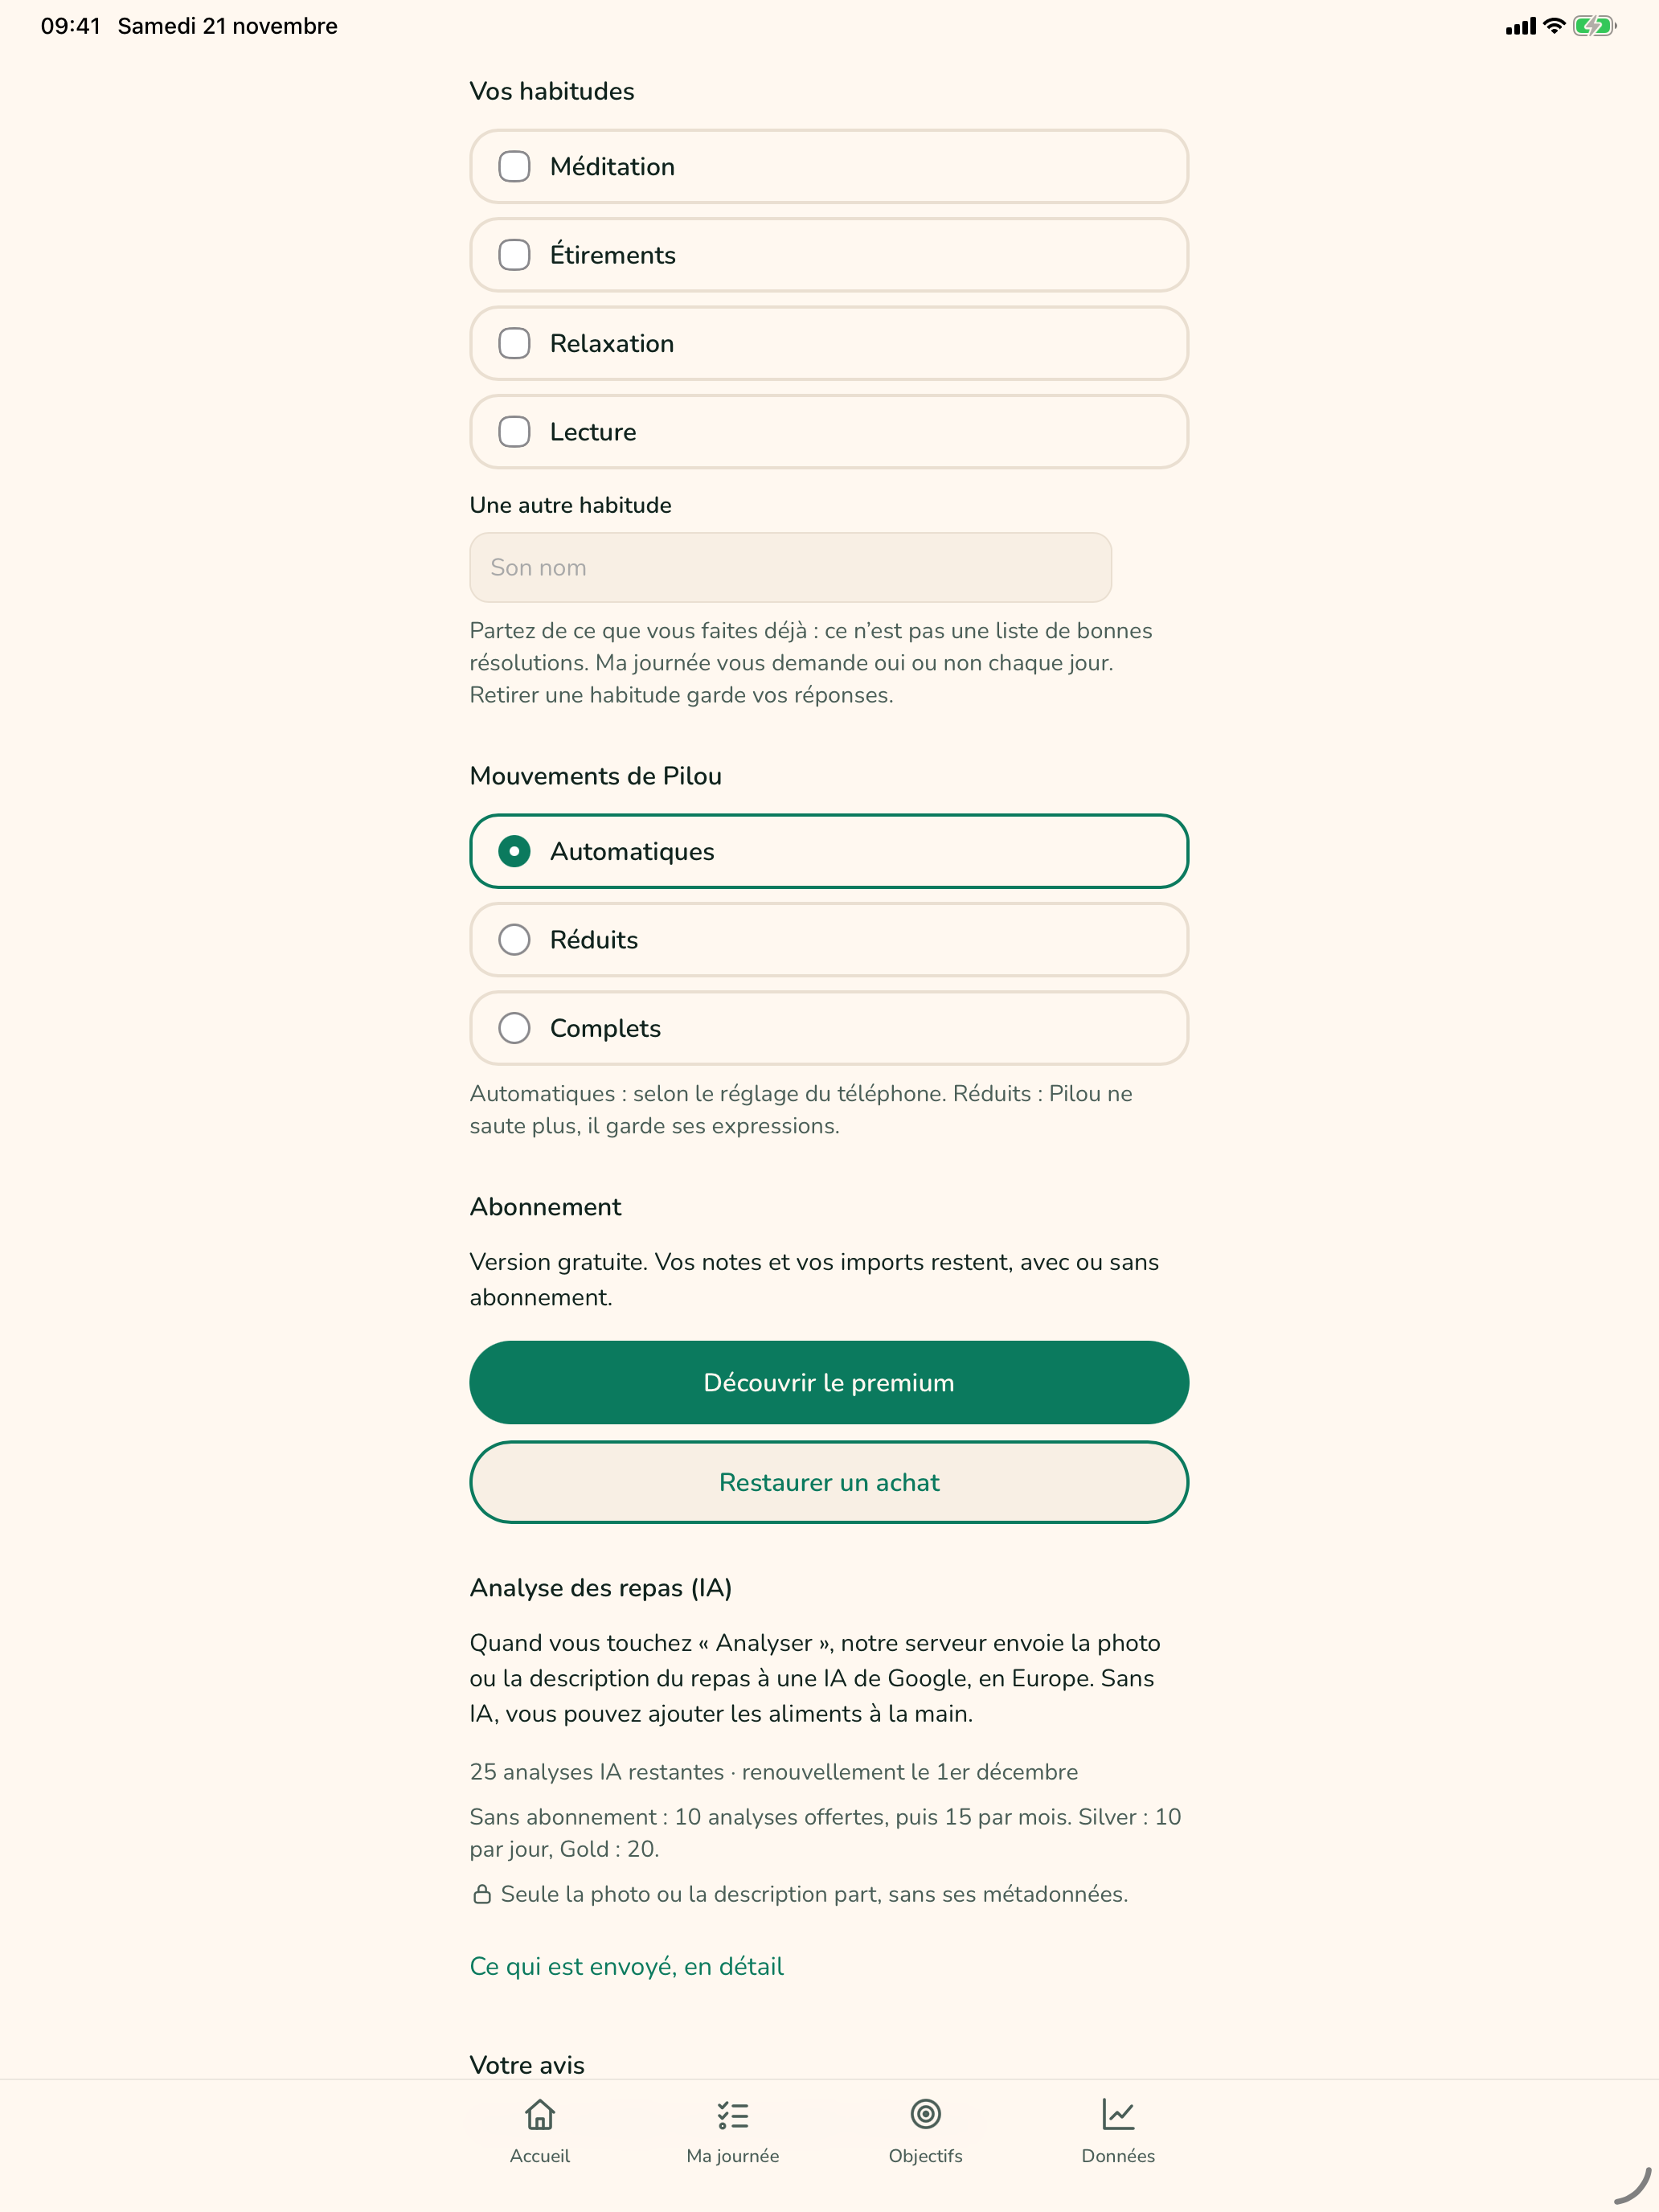 09:41 Samedi 21 novembre
Vos habitudes
Méditation
Étirements
Relaxation
Lecture
Une autre habitude
Son nom
Partez de ce que vous faites déjà : ce n’est pas une liste de bonnes
résolutions. Ma journée vous demande oui ou non chaque jour.
Retirer une habitude garde vos réponses.
Mouvements de Pilou
Automatiques
Réduits
Complets
Automatiques : selon le réglage du téléphone. Réduits : Pilou ne
saute plus, il garde ses expressions.
Abonnement
Version gratuite. Vos notes et vos imports restent, avec ou sans
abonnement.
Découvrir le premium
Restaurer un achat
Analyse des repas (IA)
Quand vous touchez « Analyser », notre serveur envoie la photo
ou la description du repas à une IA de Google, en Europe. Sans
IA, vous pouvez ajouter les aliments à la main.
25 analyses IA restantes · renouvellement le 1er décembre
Sans abonnement : 10 analyses offertes, puis 15 par mois. Silver : 10
par jour, Gold : 20.
Seule la photo ou la description part, sans ses métadonnées.
Ce qui est envoyé, en détail
Votre avis
Accueil
Ma journée
Objectifs
Données